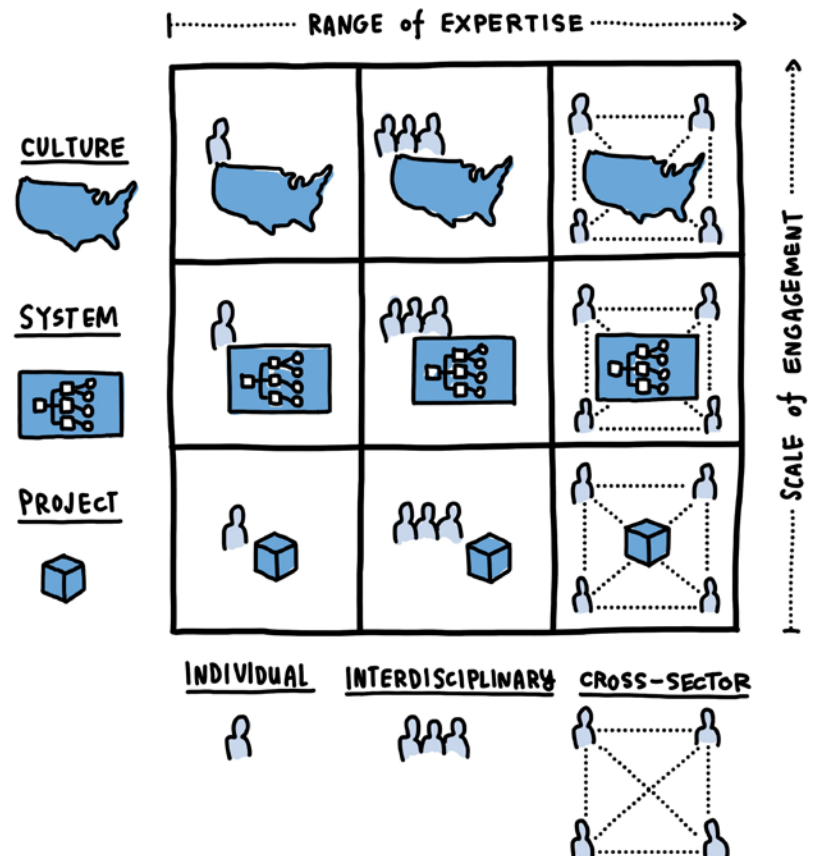 RANGE of EXPERTISE
CULTURE
SYSTEM
PROJECT
SCALE of ENGAGEMENT
INDIVIDUAL
INTERDISCIPLINARY
CROSS-SECTOR